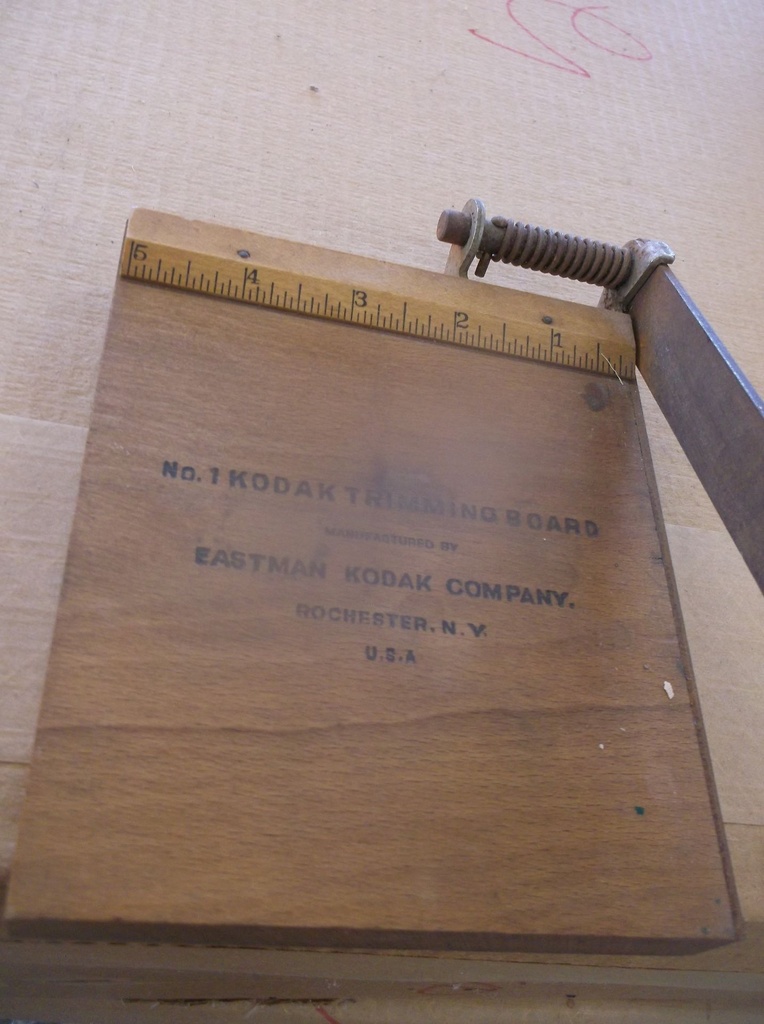 5 4 3 2 1
No. 1 KODAK TRIMMING BOARD
MANUFACTURED BY
EASTMAN KODAK COMPANY.
ROCHESTER, N.Y.
U.S.A